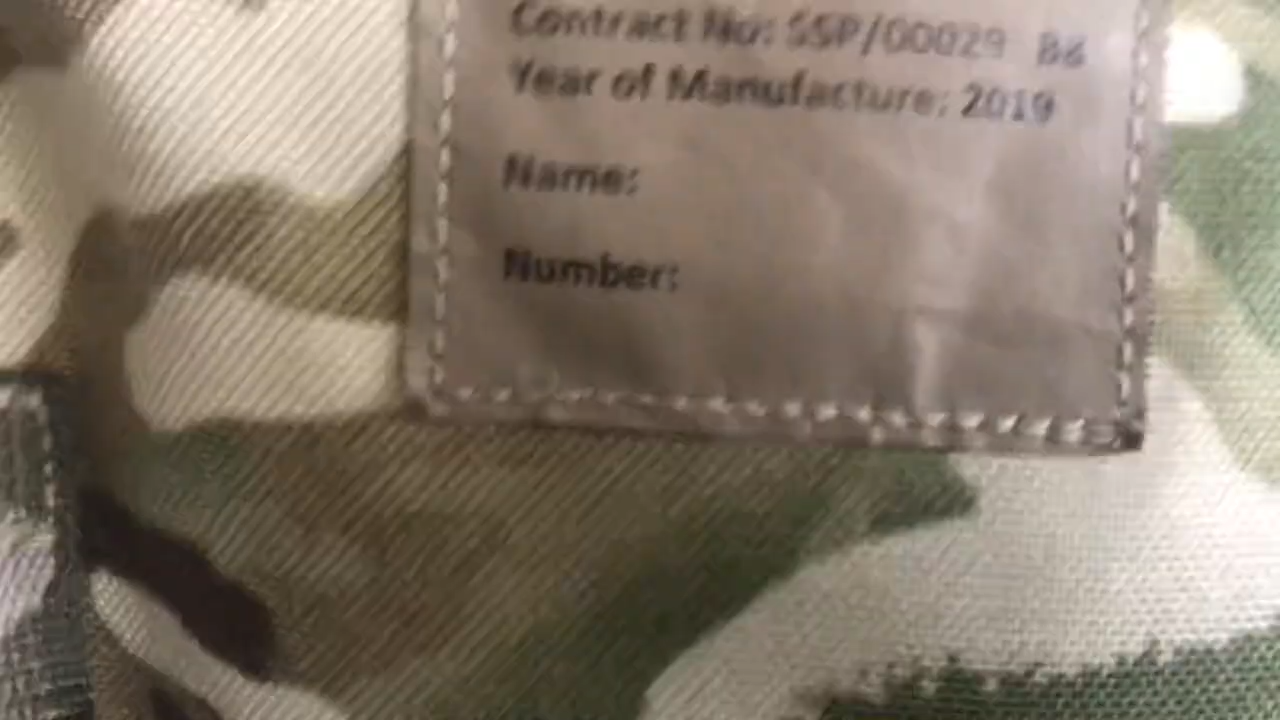 Contract No: SSP/00029 B6
Year of Manufacture: 2019
Name:
Number: